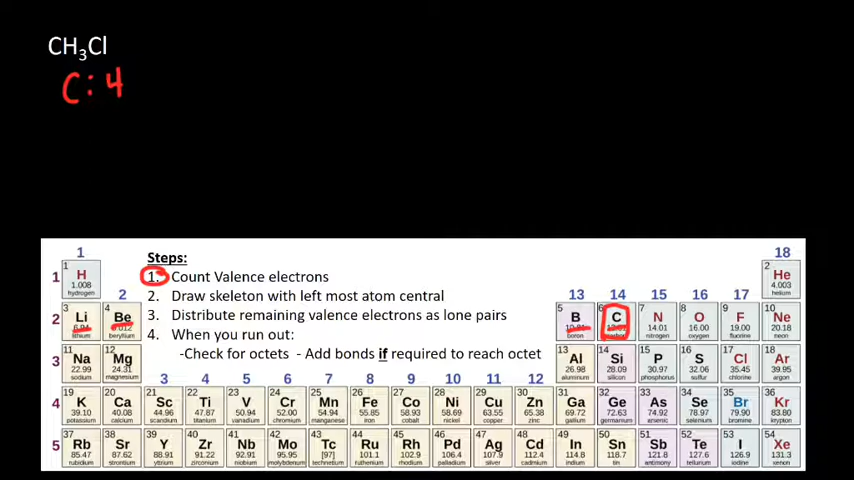 CH₃Cl
C: 4
Steps:
1. Count Valence electrons
2. Draw skeleton with left most atom central
3. Distribute remaining valence electrons as lone pairs
4. When you run out:
-Check for octets - Add bonds if required to reach octet
1 18
1 1 H 1.008 hydrogen 2 13 14 15 16 17 2 He 4.003 helium
2 3 Li lithium 4 Be beryllium 5 B boron 6 C 7 N 14.01 nitrogen 8 O 16.00 oxygen 9 F 19.00 fluorine 10 Ne 20.18 neon
3 11 Na 22.99 sodium 12 Mg 24.31 magnesium 3 4 5 6 7 8 9 10 11 12 13 Al 26.98 aluminum 14 Si 28.09 silicon 15 P 30.97 phosphorus 16 S 32.06 sulfur 17 Cl 35.45 chlorine 18 Ar 39.95 argon
4 19 K 39.10 potassium 20 Ca 40.08 calcium 21 Sc 44.96 scandium 22 Ti 47.87 titanium 23 V 50.94 vanadium 24 Cr 52.00 chromium 25 Mn 54.94 manganese 26 Fe 55.85 iron 27 Co 58.93 cobalt 28 Ni 58.69 nickel 29 Cu 63.55 copper 30 Zn 65.38 zinc 31 Ga 69.72 gallium 32 Ge 72.63 germanium 33 As 74.92 arsenic 34 Se 78.97 selenium 35 Br 79.90 bromine 36 Kr 83.80 krypton
5 37 Rb 85.47 rubidium 38 Sr 87.62 strontium 39 Y 88.91 yttrium 40 Zr 91.22 zirconium 41 Nb 92.91 niobium 42 Mo 95.95 molybdenum 43 Tc [97] technetium 44 Ru 101.1 ruthenium 45 Rh 102.9 rhodium 46 Pd 106.4 palladium 47 Ag 107.9 silver 48 Cd 112.4 cadmium 49 In 114.8 indium 50 Sn 118.7 tin 51 Sb 121.8 antimony 52 Te 127.6 tellurium 53 I 126.9 iodine 54 Xe 131.3 xenon